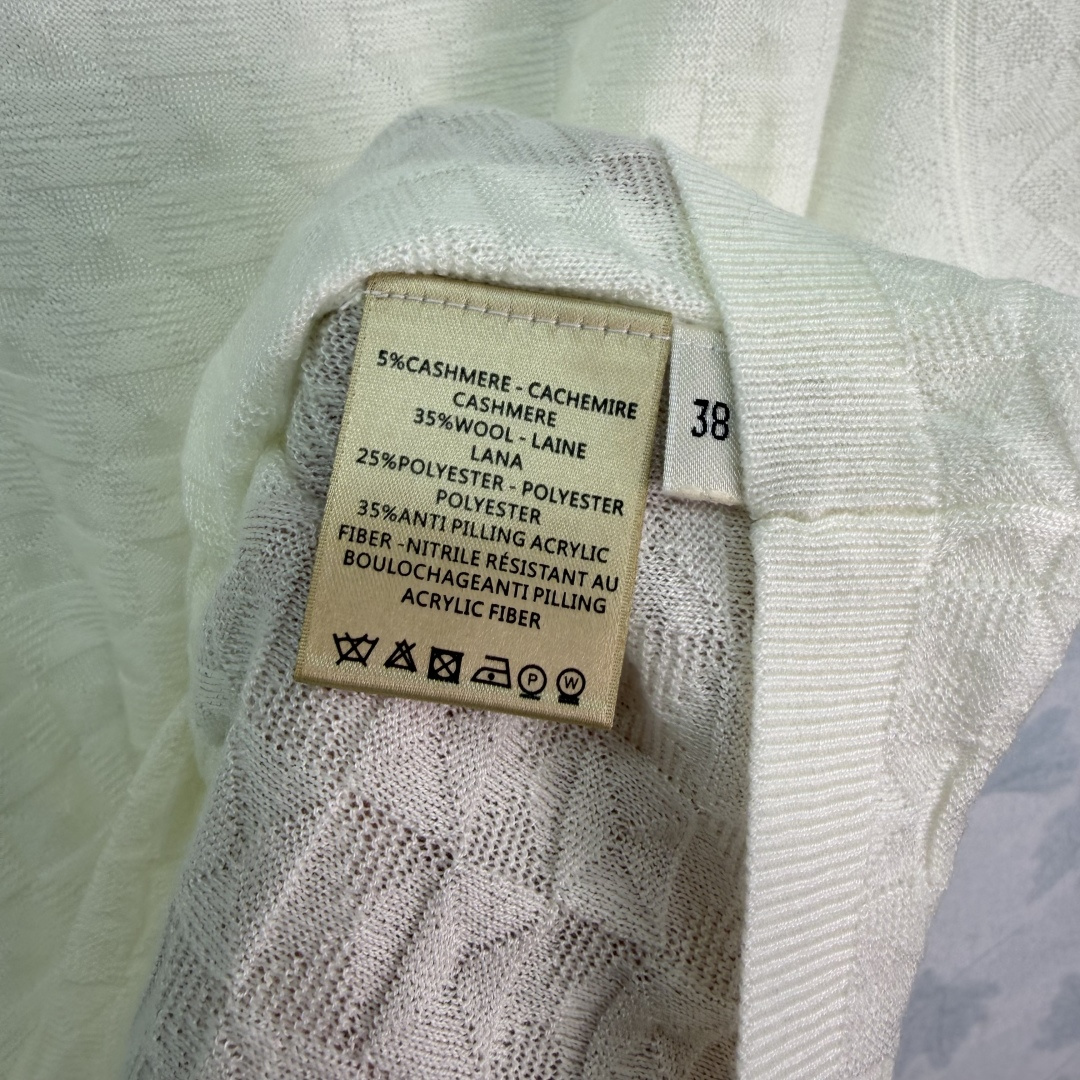 5%CASHMERE - CACHEMIRE
CASHMERE
35%WOOL - LAINE
LANA
25%POLYESTER - POLYESTER
POLYESTER
35%ANTI PILLING ACRYLIC
FIBER -NITRILE RÉSISTANT AU
BOULOCHAGEANTI PILLING
ACRYLIC FIBER
P W
38